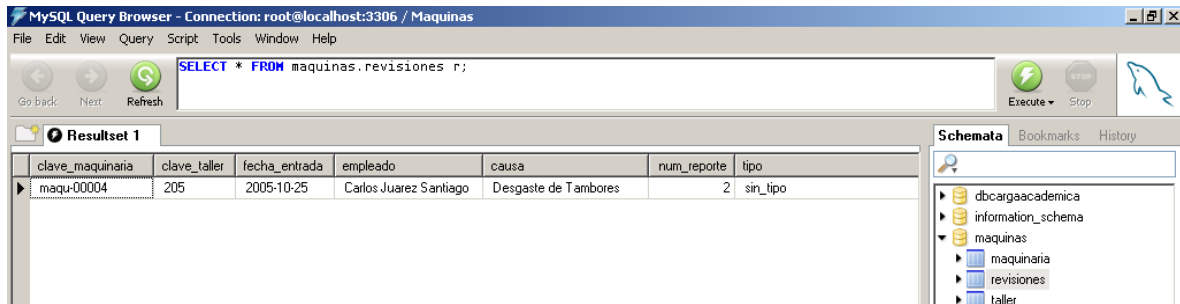 MySQL Query Browser - Connection: root@localhost:3306 / Maquinas
File Edit View Query Script Tools Window Help
SELECT * FROM maquinas.revisiones r;
Go back Next Refresh
Execute Stop
STOP
Resultset 1
Schemata Bookmarks History
clave_maquinaria clave_taller fecha_entrada empleado causa num_reporte tipo
maqu-00004 205 2005-10-25 Carlos Juarez Santiago Desgaste de Tambores 2 sin_tipo
dbcargaacademica
information_schema
maquinas
maquinaria
revisiones
taller